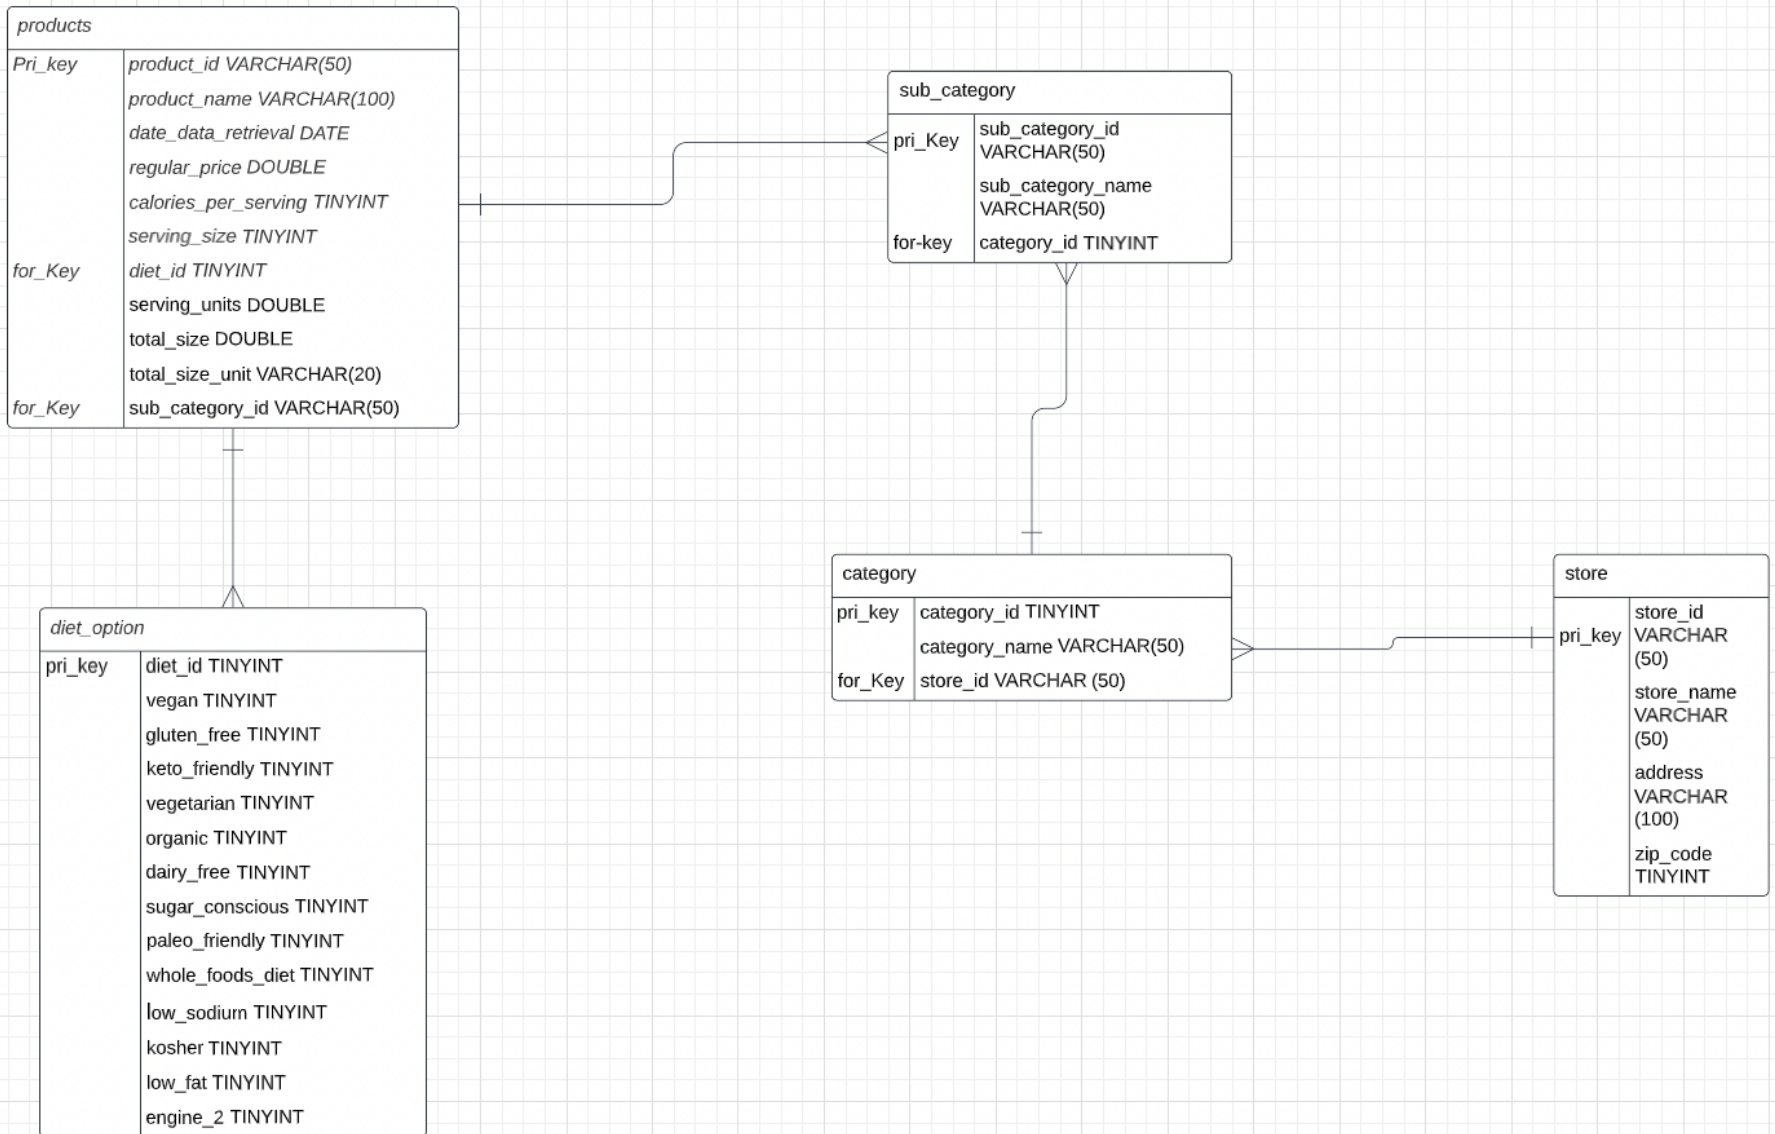 products
Pri_key product_id VARCHAR(50)
product_name VARCHAR(100)
date_data_retrieval DATE
regular_price DOUBLE
calories_per_serving TINYINT
serving_size TINYINT
for_Key diet_id TINYINT
serving_units DOUBLE
total_size DOUBLE
total_size_unit VARCHAR(20)
for_Key sub_category_id VARCHAR(50)
sub_category
pri_Key sub_category_id
VARCHAR(50)
sub_category_name
VARCHAR(50)
for-key category_id TINYINT
diet_option
pri_key diet_id TINYINT
vegan TINYINT
gluten_free TINYINT
keto_friendly TINYINT
vegetarian TINYINT
organic TINYINT
dairy_free TINYINT
sugar_conscious TINYINT
paleo_friendly TINYINT
whole_foods_diet TINYINT
low_sodium TINYINT
kosher TINYINT
low_fat TINYINT
engine_2 TINYINT
category
pri_key category_id TINYINT
category_name VARCHAR(50)
for_Key store_id VARCHAR (50)
store
store_id
pri_key VARCHAR
(50)
store_name
VARCHAR
(50)
address
VARCHAR
(100)
zip_code
TINYINT